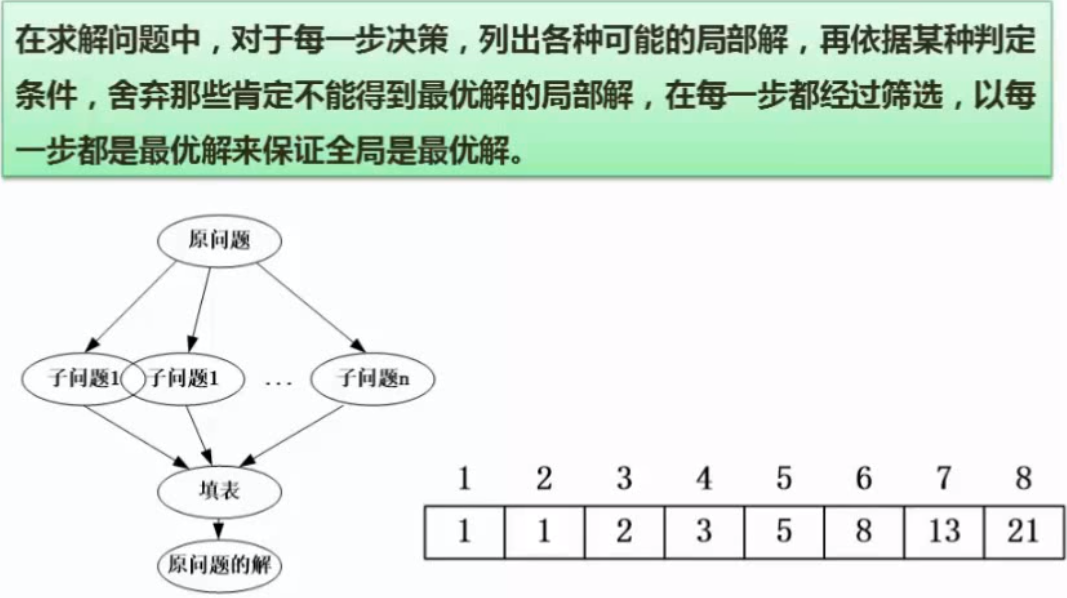 在求解问题中，对于每一步决策，列出各种可能的局部解，再依据某种判定
条件，舍弃那些肯定不能得到最优解的局部解，在每一步都经过筛选，以每
一步都是最优解来保证全局是最优解。
原问题
子问题1 子问题1 ... 子问题n
填表
原问题的解
1 2 3 4 5 6 7 8
1 1 2 3 5 8 13 21